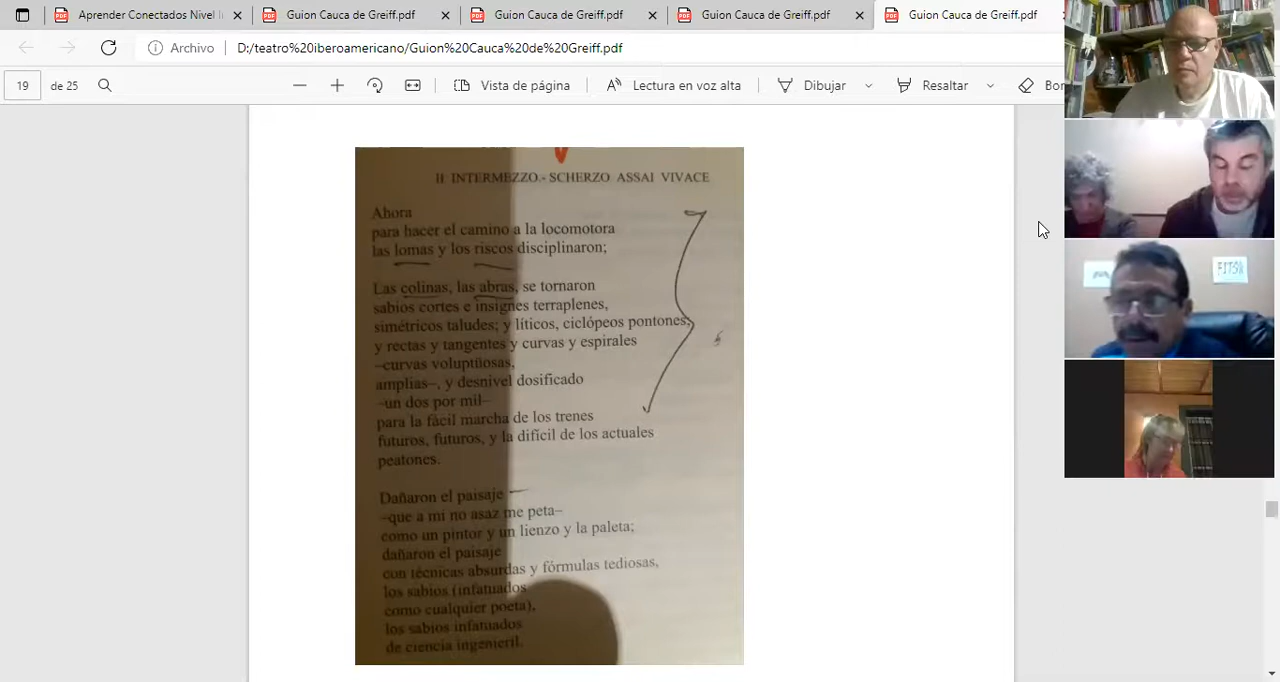 Aprender Conectados Nivel I
Guion Cauca de Greiff.pdf
Guion Cauca de Greiff.pdf
Guion Cauca de Greiff.pdf
Guion Cauca de Greiff.pdf
Archivo
D:/teatro%20iberoamericano/Guion%20Cauca%20de%20Greiff.pdf
19 de 25
Vista de página
Lectura en voz alta
Dibujar
Resaltar
Bor
II INTERMEZZO.- SCHERZO ASSAI VIVACE
Ahora
para hacer el camino a la locomotora
las lomas y los riscos disciplinaron;
Las colinas, las abras, se tornaron
sabios cortes e insignes terraplenes,
simétricos taludes; y líticos, ciclópeos pontones,
y rectas y tangentes y curvas y espirales
–curvas voluptüosas,
amplias–, y desnivel dosificado
–un dos por mil–
para la fácil marcha de los trenes
futuros, futuros, y la difícil de los actuales
peatones.
Dañaron el paisaje
–que a mi no asaz me peta–
como un pintor y un lienzo y la paleta;
dañaron el paisaje
con técnicas absurdas y fórmulas tediosas,
los sabios (infatuados
como cualquier poeta),
los sabios infatuados
de ciencia ingenieril.